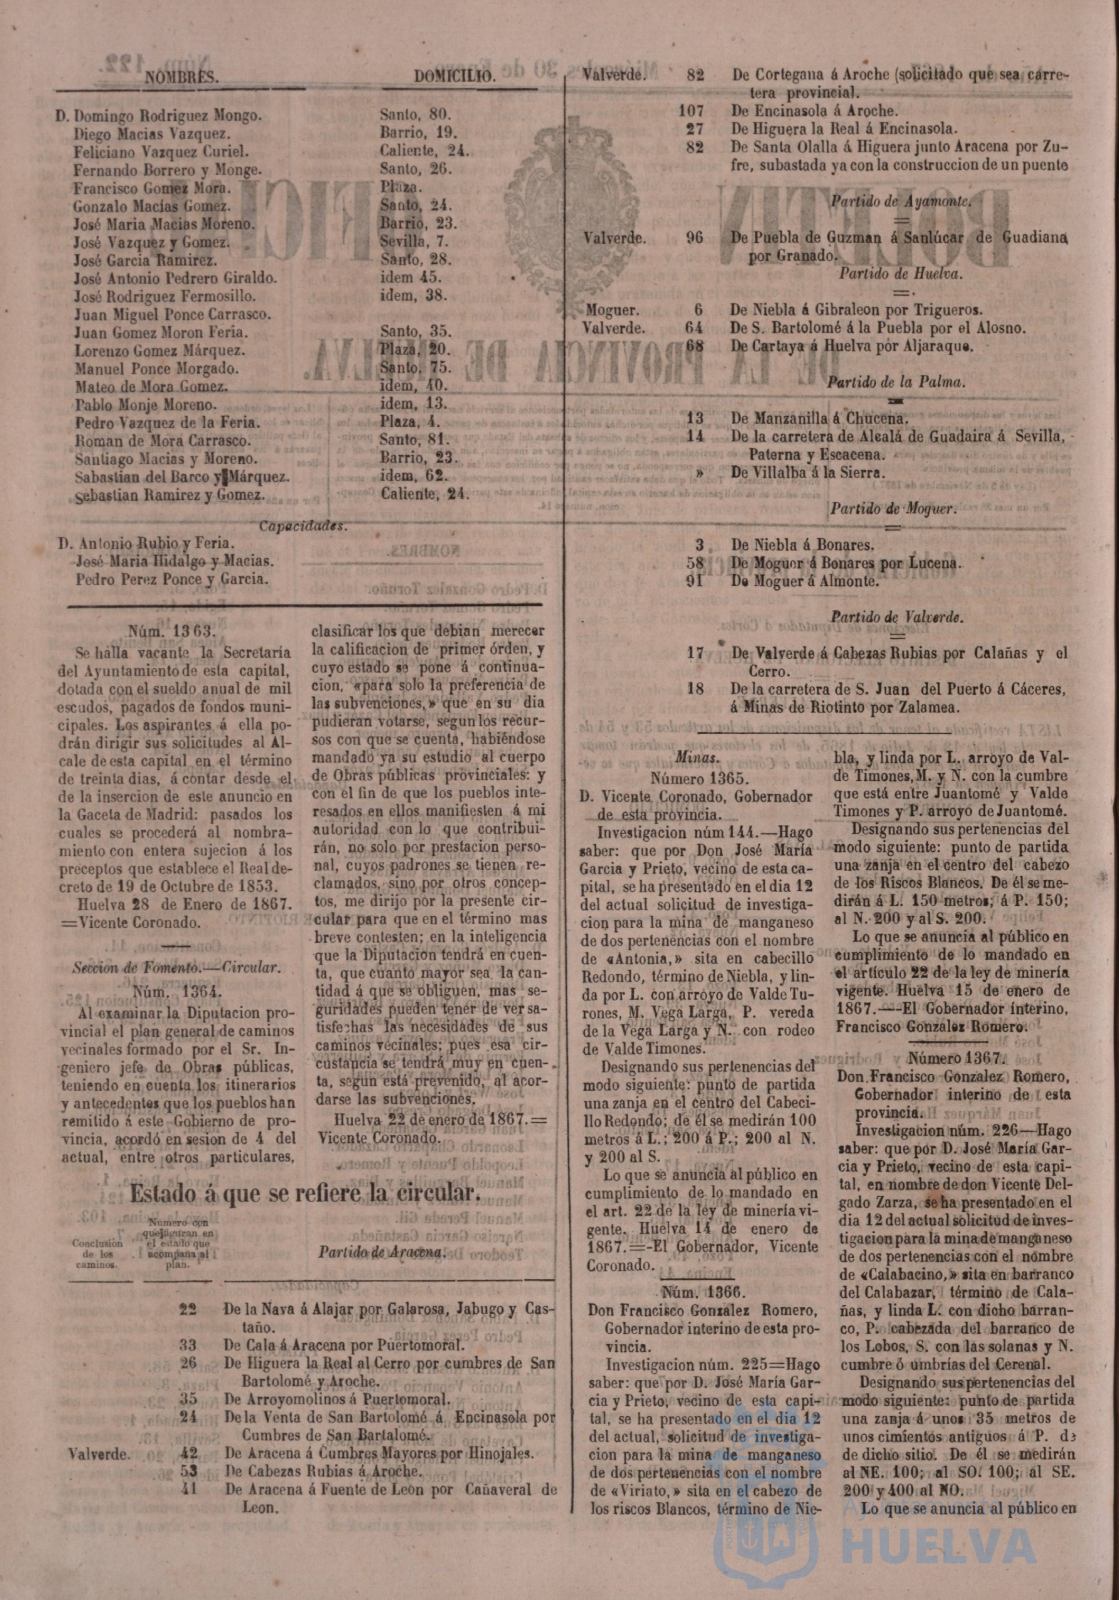 NOMBRES. DOMICILIO.
D. Domingo Rodriguez Mongo. Santo, 80.
Diego Macias Vazquez. Barrio, 19.
Feliciano Vazquez Curiel. Caliente, 24.
Fernando Borrero y Monge. Santo, 26.
Francisco Gomez Mora. Plaza.
Gonzalo Macias Gomez. Santo, 24.
José Maria Macias Moreno. Barrio, 23.
José Vazquez y Gomez. Sevilla, 7.
José Garcia Ramirez. Santo, 28.
José Antonio Pedrero Giraldo. idem 45.
José Rodriguez Fermosillo. idem, 38.
Juan Miguel Ponce Carrasco.
Juan Gomez Moron Feria. Santo, 35.
Lorenzo Gomez Márquez. Plaza, 20.
Manuel Ponce Morgado. Santo, 75.
Mateo de Mora Gomez. idem, 40.
Pablo Monje Moreno. idem, 13.
Pedro Vazquez de la Feria. Plaza, 4.
Roman de Mora Carrasco. Santo, 81.
Santiago Macias y Moreno. Barrio, 23.
Sabastian del Barco y Márquez. idem, 62.
Sebastian Ramirez y Gomez. Caliente, 24.
Capacidades.
D. Antonio Rubio y Feria.
José Maria Hidalgo y Macias.
Pedro Perez Ponce y Garcia.
Núm. 1363.
Se halla vacante la Secretaría
del Ayuntamiento de esta capital,
dotada con el sueldo anual de mil
escudos, pagados de fondos muni-
cipales. Los aspirantes á ella po-
drán dirigir sus solicitudes al Al-
cale de esta capital en el término
de treinta dias, á contar desde el
de la insercion de este anuncio en
la Gaceta de Madrid: pasados los
cuales se procederá al nombra-
miento con entera sujecion á los
preceptos que establece el Real de-
creto de 19 de Octubre de 1853.
Huelva 28 de Enero de 1867.
=Vicente Coronado.
Seccion de Fomento.—Circular.
Núm. 1364.
Al examinar la Diputacion pro-
vincial el plan general de caminos
vecinales formado por el Sr. In-
geniero jefe de Obras públicas,
teniendo en cuenta los itinerarios
y antecedentes que los pueblos han
remitido á este Gobierno de pro-
vincia, acordó en sesion de 4 del
actual, entre otros particulares,
clasificar los que debian merecer
la calificacion de primer órden, y
cuyo estado se pone á continua-
cion, «para solo la preferencia de
las subvenciones,» que en su dia
pudieran votarse, segun los recur-
sos con que se cuenta, habiéndose
mandado ya su estudio al cuerpo
de Obras públicas provinciales: y
con el fin de que los pueblos inte-
resados en ellos manifiesten á mi
autoridad con lo que contribui-
rán, no solo por prestacion perso-
nal, cuyos padrones se tienen re-
clamados, sino por otros concep-
tos, me dirijo por la presente cir-
cular para que en el término mas
breve contesten; en la inteligencia
que la Diputacion tendrá en cuen-
ta, que cuanto mayor sea la can-
tidad á que se obliguen, mas se-
guridades pueden tener de ver sa-
tisfechas las necesidades de sus
caminos vecinales; pues esa cir-
custancia se tendrá muy en cuen-
ta, segun está prevenido, al acor-
darse las subvenciones.
Huelva 22 de enero de 1867.=
Vicente Coronado.
Estado á que se refiere la circular.
Conclusión de los caminos.
Número con que figuran en el estado que acompaña al plan.
Partido de Aracena.
22 De la Nava á Alajar por Galarosa, Jabugo y Cas-
taño.
33 De Cala á Aracena por Puertomoral.
26 De Higuera la Real al Cerro por cumbres de San
Bartolomé y Aroche.
35 De Arroyomolinos á Puertomoral.
24 De la Venta de San Bartolomé á Encinasola por
Cumbres de San Bartalomé.
Valverde. 42 De Aracena á Cumbres Mayores por Hinojales.
53 De Cabezas Rubias á Aroche.
41 De Aracena á Fuente de Leon por Cañaveral de
Leon.
Valverde. 82 De Cortegana á Aroche (solicitado que sea carre-
tera provincial.
107 De Encinasola á Aroche.
27 De Higuera la Real á Encinasola.
82 De Santa Olalla á Higuera junto Aracena por Zu-
fre, subastada ya con la construccion de un puente
Partido de Ayamonte.
Valverde. 96 De Puebla de Guzman á Sanlúcar de Guadiana
por Granado.
Partido de Huelva.
Moguer. 6 De Niebla á Gibraleon por Trigueros.
Valverde. 64 De S. Bartolomé á la Puebla por el Alosno.
68 De Cartaya á Huelva por Aljaraque.
Partido de la Palma.
13 De Manzanilla á Chucena.
14 De la carretera de Alcalá de Guadaira á Sevilla,
Paterna y Escacena.
» De Villalba á la Sierra.
Partido de Moguer.
3 De Niebla á Bonares.
58 De Moguer á Bonares por Lucena.
91 De Moguer á Almonte.
Partido de Valverde.
17 De Valverde á Cabezas Rubias por Calañas y el
Cerro.
18 De la carretera de S. Juan del Puerto á Cáceres,
á Minas de Riotinto por Zalamea.
Minas.
Número 1365.
D. Vicente Coronado, Gobernador
de esta provincia.
Investigacion núm 144.—Hago
saber: que por Don José María
Garcia y Prieto, vecino de esta ca-
pital, se ha presentado en el dia 12
del actual solicitud de investiga-
cion para la mina de manganeso
de dos pertenencias con el nombre
de «Antonia,» sita en cabecillo
Redondo, término de Niebla, y lin-
da por L. con arroyo de Valde Tu-
rones, M. Vega Larga, P. vereda
de la Vega Larga y N. con rodeo
de Valde Timones.
Designando sus pertenencias del
modo siguiente: punto de partida
una zanja en el centro del Cabeci-
llo Redondo; de él se medirán 100
metros á L.; 200 á P.; 200 al N.
y 200 al S.
Lo que se anuncia al público en
cumplimiento de lo mandado en
el art. 22 de la ley de minería vi-
gente. Huelva 14 de enero de
1867.=-El Gobernador, Vicente
Coronado.
Núm. 1366.
Don Francisco González Romero,
Gobernador interino de esta pro-
vincia.
Investigacion núm. 225=Hago
saber: que por D. José María Gar-
cia y Prieto, vecino de esta capi-
tal, se ha presentado en el dia 12
del actual, solicitud de investiga-
cion para la mina de manganeso
de dos pertenencias con el nombre
de «Viriato,» sita en el cabezo de
los riscos Blancos, término de Nie-
bla, y linda por L. arroyo de Val-
de Timones, M. y N. con la cumbre
que está entre Juantomé y Valde
Timones y P. arroyo de Juantomé.
Designando sus pertenencias del
modo siguiente: punto de partida
una zanja en el centro del cabezo
de los Riscos Blancos. De él se me-
dirán á L. 150 metros; á P. 150;
al N. 200 y al S. 200.
Lo que se anuncia al público en
cumplimiento de lo mandado en
el artículo 22 de la ley de minería
vigente. Huelva 15 de enero de
1867.—El Gobernador interino,
Francisco González Romero.
Número 1367.
Don Francisco Gonzalez Romero,
Gobernador interino de esta
provincia.
Investigacion núm. 226—Hago
saber: que por D. José María Gar-
cia y Prieto, vecino de esta capi-
tal, en nombre de don Vicente Del-
gado Zarza, se ha presentado en el
dia 12 del actual solicitud de inves-
tigacion para la mina de manganeso
de dos pertenencias con el nómbre
de «Calabacino,» sita en barranco
del Calabazar, término de Cala-
ñas, y linda L. con dicho barran-
co, P. cabezada del barranco de
los Lobos, S. con las solanas y N.
cumbre ó umbrías del Cerenal.
Designando sus pertenencias del
modo siguiente: punto de partida
una zanja á unos 35 metros de
unos cimientos antiguos á P. de
de dicho sitio. De él se medirán
al NE. 100; al SO. 100; al SE.
200 y 400 al NO.
Lo que se anuncia al público en
HUELVA